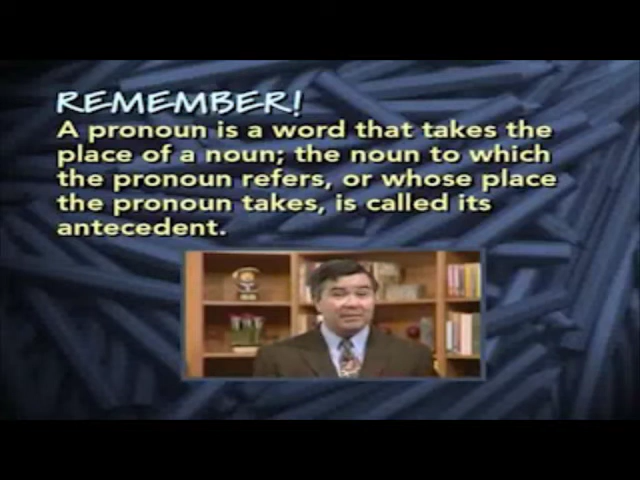 REMEMBER!
A pronoun is a word that takes the
place of a noun; the noun to which
the pronoun refers, or whose place
the pronoun takes, is called its
antecedent.